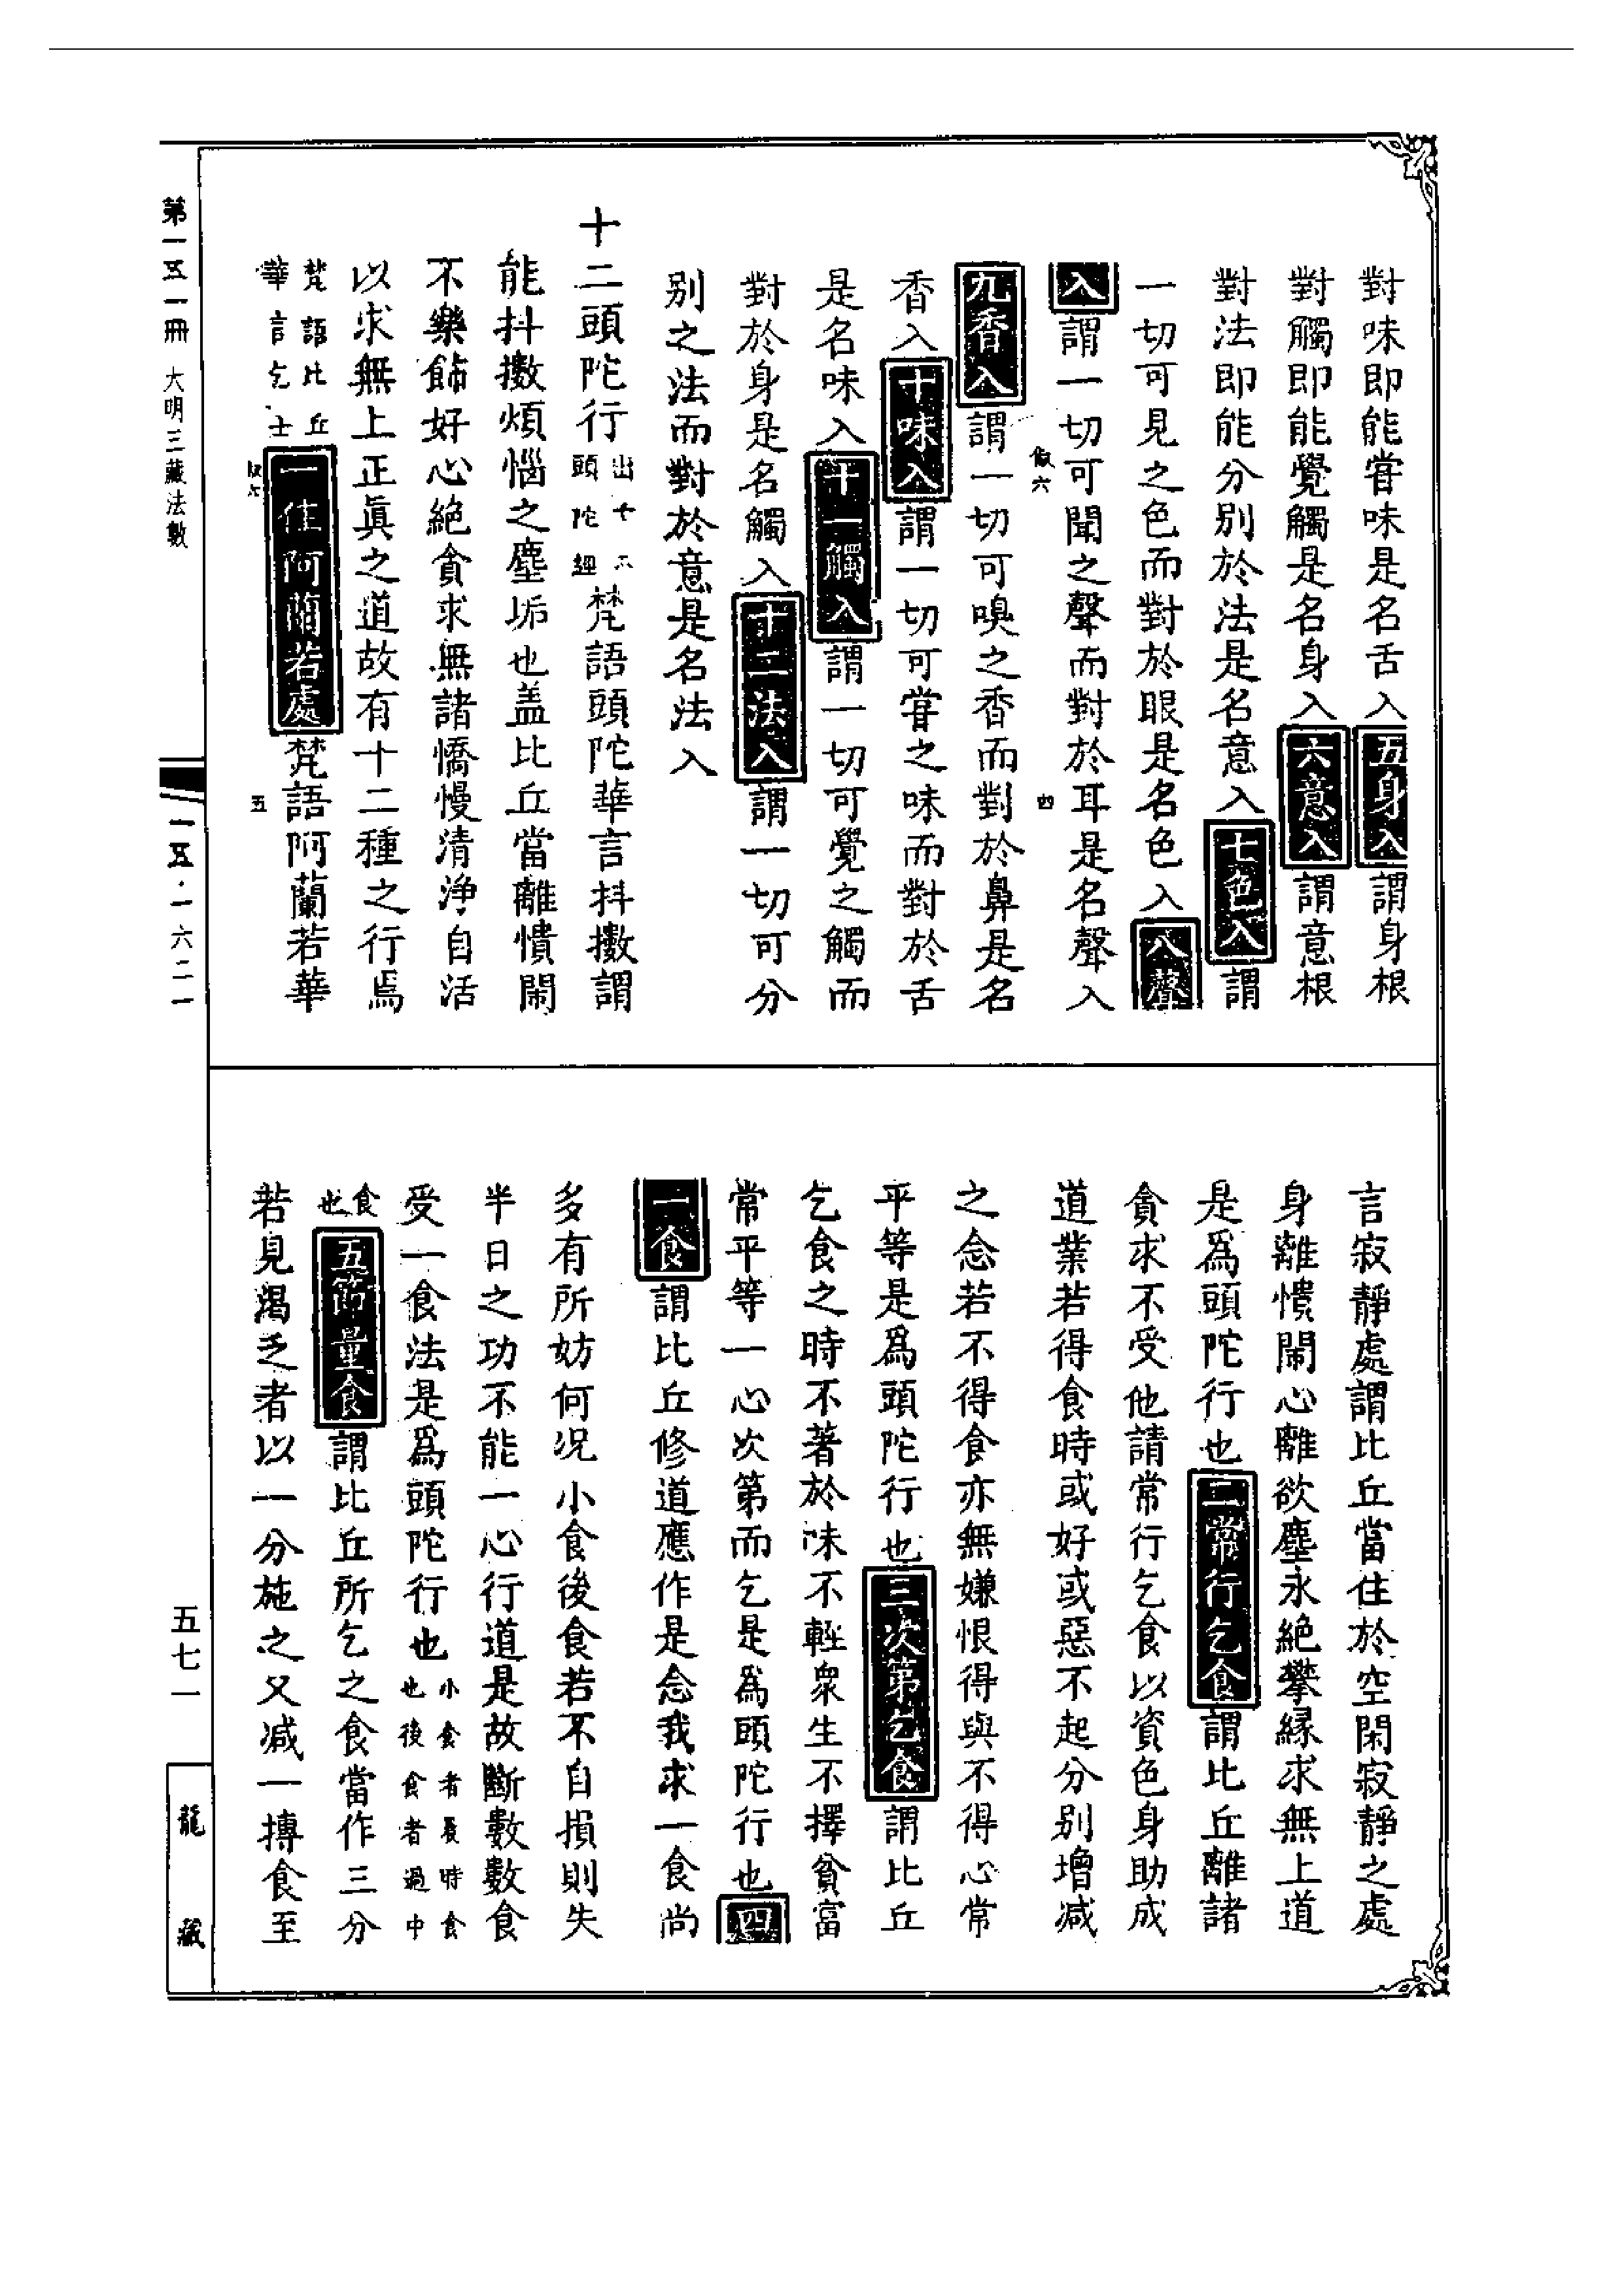 對味即能甞味是名舌入五身入謂身根
對觸即能覺觸是名身入六意入謂意根
對法即能分別於法是名意入七色入謂
一切可見之色而對於眼是名色入八聲
入謂一切可聞之聲而對於耳是名聲入
九香入謂一切可嗅之香而對於鼻是名
香入十味入謂一切可甞之味而對於舌
是名味入十一觸入謂一切可覺之觸而
對於身是名觸入十二法入謂一切可分
別之法而對於意是名法入
十二頭陀行出十二頭陀經梵語頭陀華言抖擻謂
能抖擻煩惱之塵垢也盖比丘當離憒閙
不樂飾好心絕貪求無諸憍慢清淨自活
以求無上正眞之道故有十二種之行焉
梵語比丘華言乞士一住阿蘭若處梵語阿蘭若華
言寂靜處謂比丘當住於空閑寂靜之處
身離憒閙心離欲塵永絕攀縁求無上道
是爲頭陀行也二常行乞食謂比丘離諸
貪求不受他請常行乞食以資色身助成
道業若得食時或好或惡不起分別增減
之念若不得食亦無嫌恨得與不得心常
平等是爲頭陀行也三次第乞食謂比丘
乞食之時不著於味不輕衆生不擇貧富
常平等一心次第而乞是爲頭陀行也四
一食謂比丘修道應作是念我求一食尚
多有所妨何况小食後食若不自損則失
半日之功不能一心行道是故斷數數食
受一食法是爲頭陀行也小食者晨時食也後食者過中
食也五節量食謂比丘所乞之食當作三分
若見渴乏者以一分施之又减一摶食至
第一五一冊 大明三藏法數
一五·一六二一
五七一
龍藏